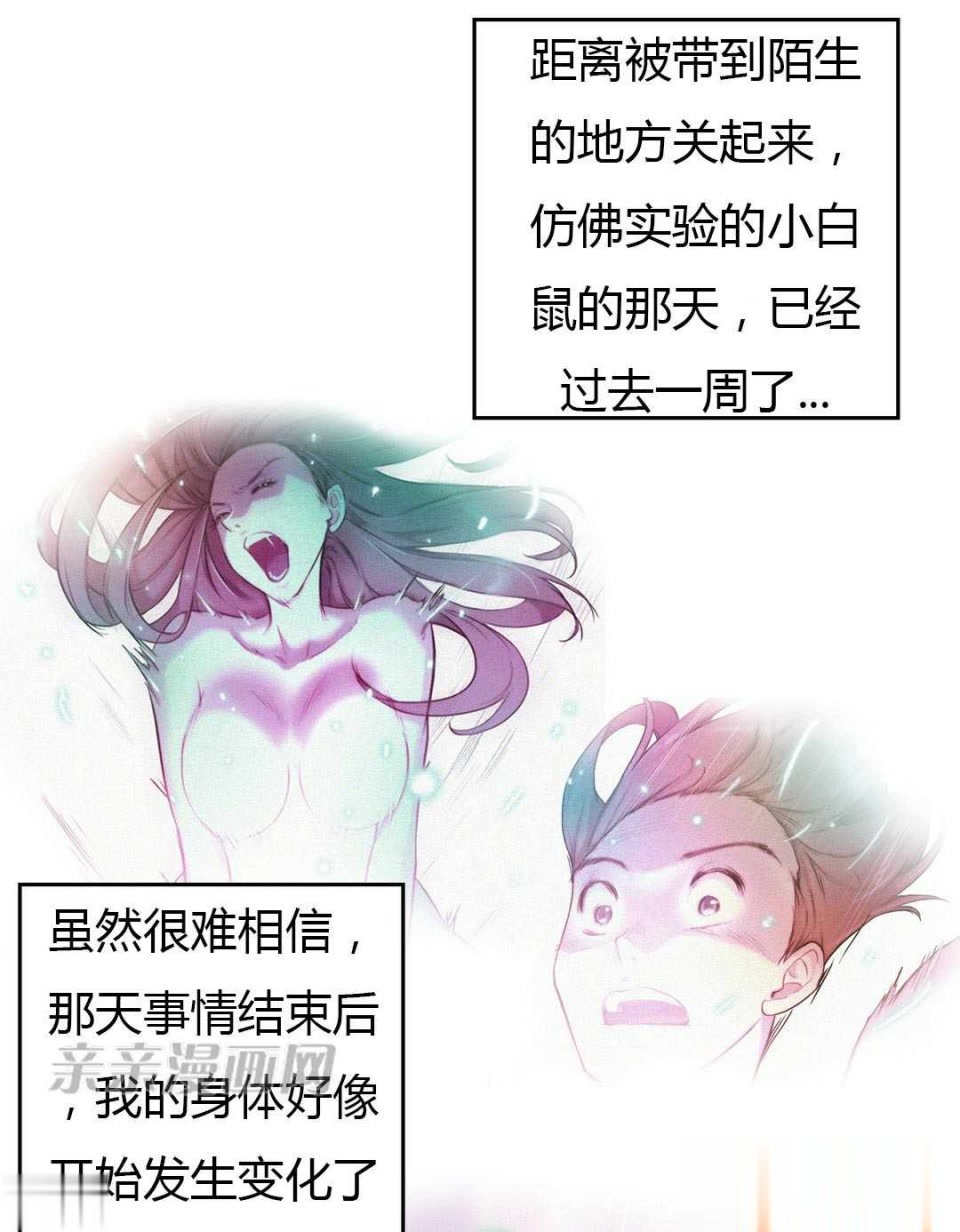 距离被带到陌生
的地方关起来，
仿佛实验的小白
鼠的那天，已经
过去一周了...
虽然很难相信，
那天事情结束后
亲亲漫画网
，我的身体好像
开始发生变化了